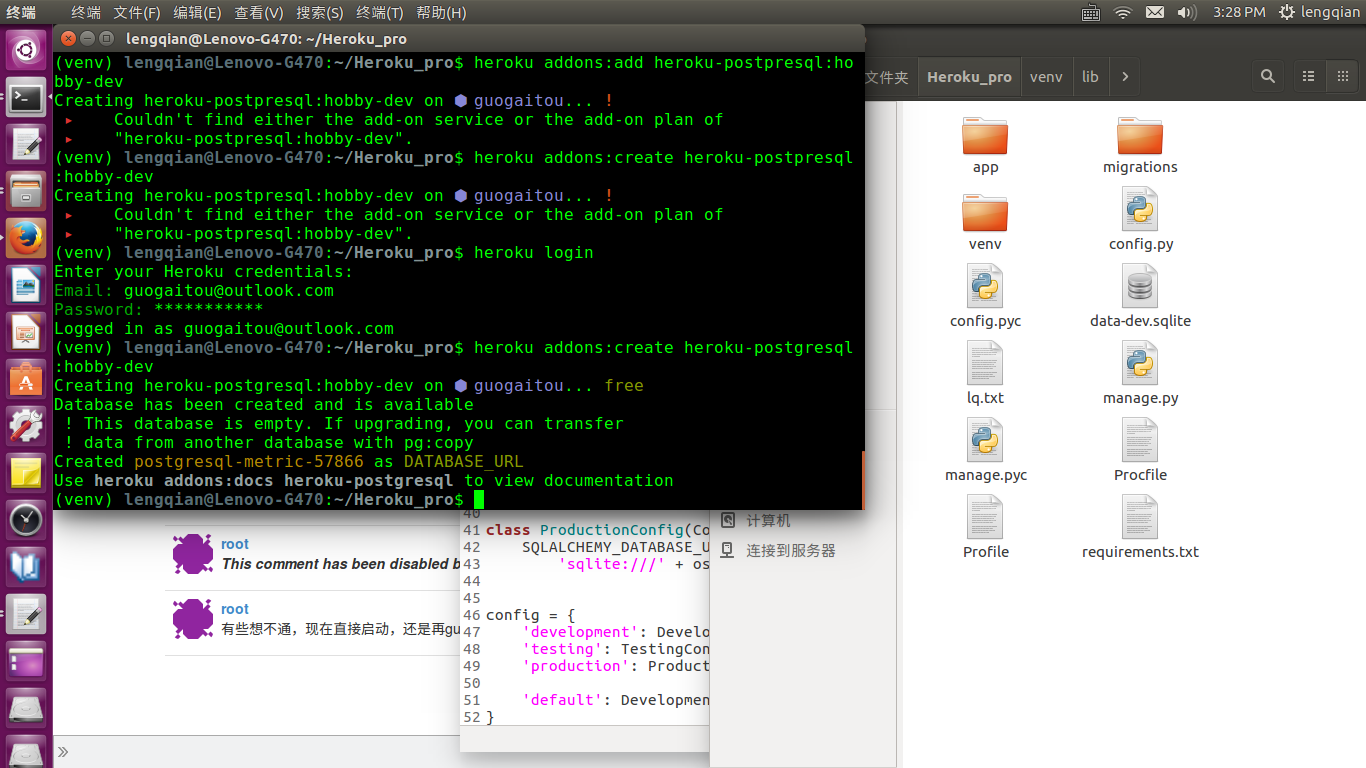 终端
终端 文件(F) 编辑(E) 查看(V) 搜索(S) 终端(T) 帮助(H)
3:28 PM
lengqian
lengqian@Lenovo-G470: ~/Heroku_pro
(venv) lengqian@Lenovo-G470:~/Heroku_pro$ heroku addons:add heroku-postpresql:ho
bby-dev
Creating heroku-postpresql:hobby-dev on ⬢ guogaitou... !
▸    Couldn't find either the add-on service or the add-on plan of
▸    "heroku-postpresql:hobby-dev".
(venv) lengqian@Lenovo-G470:~/Heroku_pro$ heroku addons:create heroku-postpresql
:hobby-dev
Creating heroku-postpresql:hobby-dev on ⬢ guogaitou... !
▸    Couldn't find either the add-on service or the add-on plan of
▸    "heroku-postpresql:hobby-dev".
(venv) lengqian@Lenovo-G470:~/Heroku_pro$ heroku login
Enter your Heroku credentials:
Email: guogaitou@outlook.com
Password: ***********
Logged in as guogaitou@outlook.com
(venv) lengqian@Lenovo-G470:~/Heroku_pro$ heroku addons:create heroku-postgresql
:hobby-dev
Creating heroku-postgresql:hobby-dev on ⬢ guogaitou... free
Database has been created and is available
! This database is empty. If upgrading, you can transfer
! data from another database with pg:copy
Created postgresql-metric-57866 as DATABASE_URL
Use heroku addons:docs heroku-postgresql to view documentation
(venv) lengqian@Lenovo-G470:~/Heroku_pro$
文件夹
Heroku_pro
venv
lib
app
migrations
venv
config.py
config.pyc
data-dev.sqlite
lq.txt
manage.py
manage.pyc
Procfile
Profile
requirements.txt
root
This comment has been disabled b
root
有些想不通，现在直接启动，还是再gu
40
41 class ProductionConfig(Co
42 SQLALCHEMY_DATABASE_U
43 'sqlite:///' + os
44
45
46 config = {
47 'development': Develo
48 'testing': TestingCon
49 'production': Product
50
51 'default': Developmen
52 }
计算机
连接到服务器